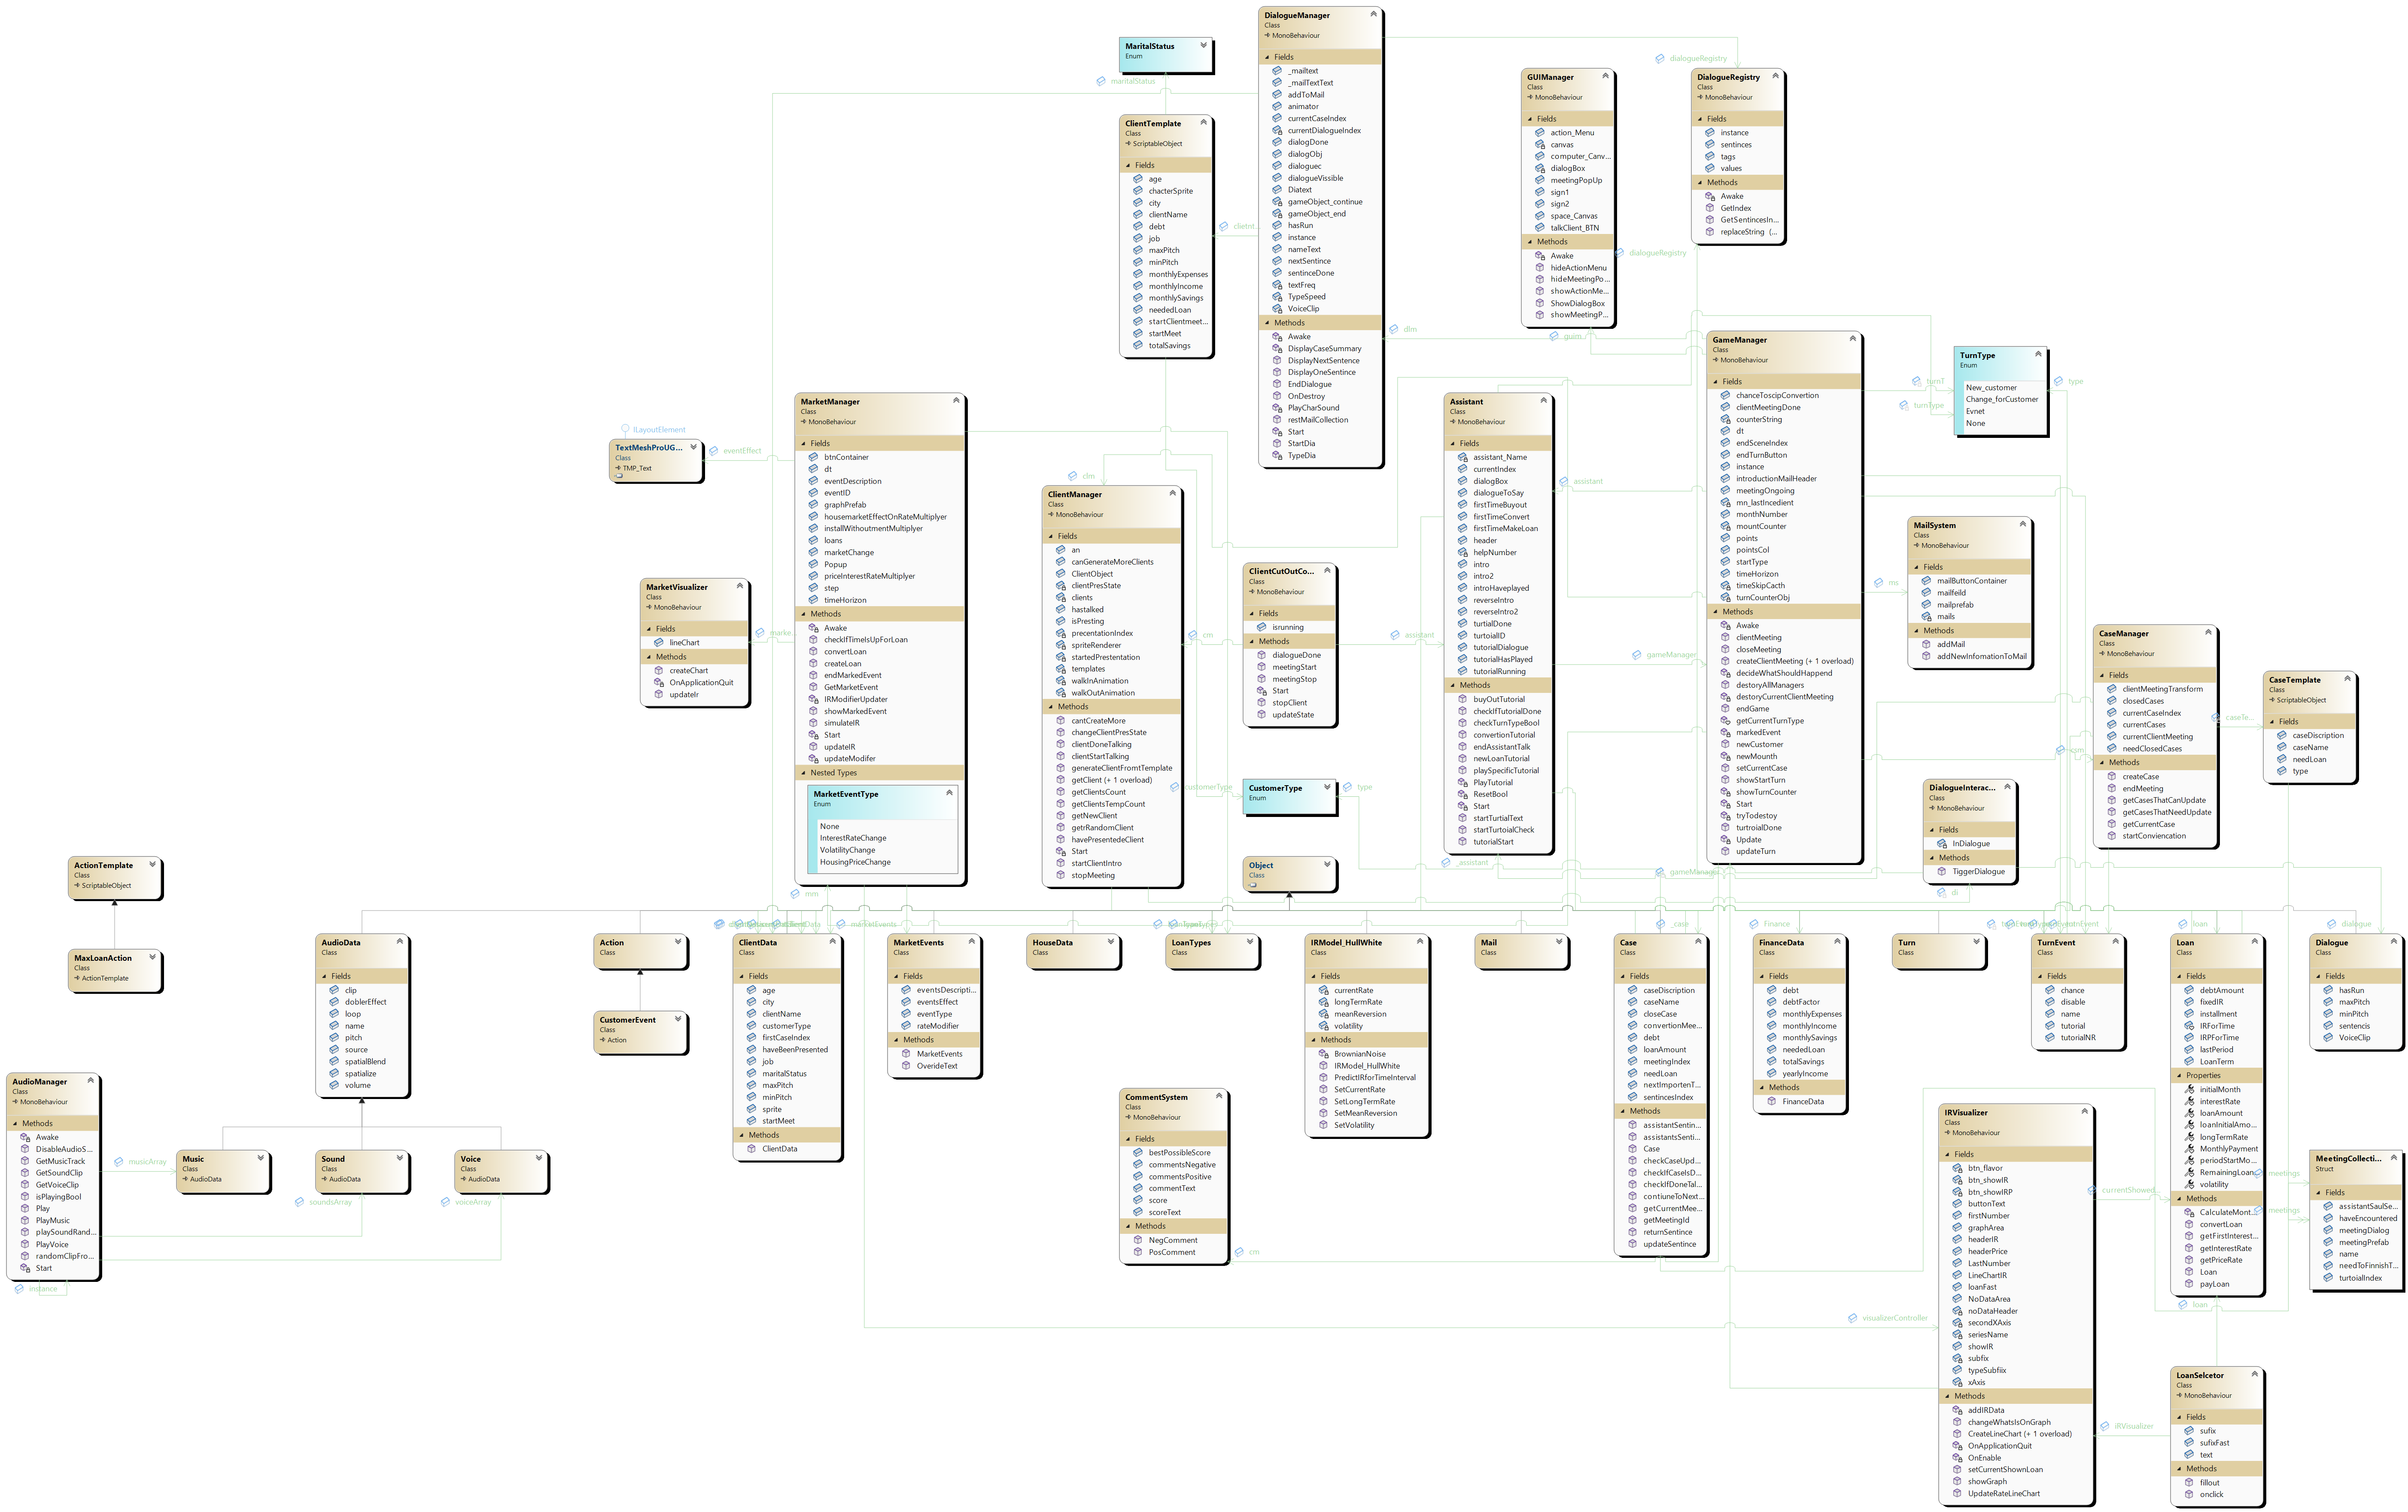 DialogueManager
Class
MonoBehaviour
Fields
_mailtext
_mailTextText
addToMail
animator
currentCaseIndex
currentDialogueIndex
dialogDone
dialogObj
dialoguec
dialogueVissible
Diatext
gameObject_continue
gameObject_end
hasRun
instance
nameText
nextSentince
sentinceDone
textFreq
TypeSpeed
VoiceClip
Methods
Awake
DisplayCaseSummary
DisplayNextSentence
DisplayOneSentince
EndDialogue
OnDestroy
PlayCharSound
restMailCollection
Start
StartDia
TypeDia
MaritalStatus
Enum
maritalStatus
ClientTemplate
Class
ScriptableObject
Fields
age
chacterSprite
city
clientName
debt
job
maxPitch
minPitch
monthlyExpenses
monthlyIncome
monthlySavings
neededLoan
startClientmeet...
startMeet
totalSavings
GUIManager
Class
MonoBehaviour
Fields
action_Menu
canvas
computer_Canv...
dialogBox
meetingPopUp
sign1
sign2
space_Canvas
talkClient_BTN
Methods
Awake
hideActionMenu
hideMeetingPo...
showActionMe...
ShowDialogBox
showMeetingP...
dialogueRegistry
DialogueRegistry
Class
MonoBehaviour
Fields
instance
sentinces
tags
values
Methods
Awake
GetIndex
GetSentincesIn...
replaceString (...
dialogueRegistry
dlm
guim
GameManager
Class
MonoBehaviour
Fields
chanceToscipConvertion
clientMeetingDone
counterString
dt
endSceneIndex
endTurnButton
instance
introductionMailHeader
meetingOngoing
mn_lastIncedient
monthNumber
mountCounter
points
pointsCol
startType
timeHorizon
timeSkipCacth
turnCounterObj
Methods
Awake
clientMeeting
closeMeeting
createClientMeeting (+ 1 overload)
decideWhatShouldHappend
destoryAllManagers
destoryCurrentClientMeeting
endGame
getCurrentTurnType
markedEvent
newCustomer
newMounth
setCurrentCase
showStartTurn
showTurnCounter
Start
tryTodestoy
turtroialDone
Update
updateTurn
turnT
turnType
TurnType
Enum
New_customer
Change_forCustomer
Evnet
None
type
MarketManager
Class
MonoBehaviour
Fields
btnContainer
dt
eventDescription
eventID
graphPrefab
housemarketEffectOnRateMultiplyer
installWithoutmentMultiplyer
loans
marketChange
Popup
priceInterestRateMultiplyer
step
timeHorizon
Methods
Awake
checkIfTimeIsUpForLoan
convertLoan
createLoan
endMarkedEvent
GetMarketEvent
IRModifierUpdater
showMarkedEvent
simulateIR
Start
updateIR
updateModifer
Nested Types
MarketEventType
Enum
None
InterestRateChange
VolatilityChange
HousingPriceChange
ILayoutElement
TextMeshProUG...
Class
TMP_Text
eventEffect
MarketVisualizer
Class
MonoBehaviour
Fields
lineChart
Methods
createChart
OnApplicationQuit
updateIr
marke...
clm
ClientManager
Class
MonoBehaviour
Fields
an
canGenerateMoreClients
ClientObject
clientPresState
clients
hastalked
isPresting
precentationIndex
spriteRenderer
startedPrestentation
templates
walkInAnimation
walkOutAnimation
Methods
cantCreateMore
changeClientPresState
clientDoneTalking
clientStartTalking
generateClientFromtTemplate
getClient (+ 1 overload)
getClientsCount
getClientsTempCount
getNewClient
getrRandomClient
havePresentedeClient
Start
startClientIntro
stopMeeting
cm
ClientCutOutCo...
Class
MonoBehaviour
Fields
isrunning
Methods
dialogueDone
meetingStart
meetingStop
Start
stopClient
updateState
assistant
customerType
CustomerType
Enum
type
Object
Class
Assistant
Class
MonoBehaviour
Fields
assistant_Name
currentIndex
dialogBox
dialogueToSay
firstTimeBuyout
firstTimeConvert
firstTimeMakeLoan
header
helpNumber
intro
intro2
introHaveplayed
reverseIntro
reverseIntro2
turtialDone
turtoialID
tutorialDialogue
tutorialHasPlayed
tutorialRunning
Methods
buyOutTutorial
checkIfTutorialDone
checkTurnTypeBool
convertionTutorial
endAssistantTalk
newLoanTutorial
playSpecificTutorial
PlayTutorial
ResetBool
Start
startTurtialText
startTurtoialCheck
tutorialStart
assistant
gameManager
_assistant
gameManager
ms
MailSystem
Class
MonoBehaviour
Fields
mailButtonContainer
mailfeild
mailprefab
mails
Methods
addMail
addNewInfomationToMail
CaseManager
Class
MonoBehaviour
Fields
clientMeetingTransform
closedCases
currentCaseIndex
currentCases
currentClientMeeting
needClosedCases
Methods
createCase
endMeeting
getCasesThatCanUpdate
getCasesThatNeedUpdate
getCurrentCase
startConviencation
caseTe...
CaseTemplate
Class
ScriptableObject
Fields
caseDiscription
caseName
needLoan
type
DialogueInterac...
Class
MonoBehaviour
Fields
InDialogue
Methods
TiggerDialogue
di
ActionTemplate
Class
ScriptableObject
MaxLoanAction
Class
ActionTemplate
AudioData
Class
Fields
clip
doblerEffect
loop
name
pitch
source
spatialBlend
spatialize
volume
AudioManager
Class
MonoBehaviour
Methods
Awake
DisableAudioS...
GetMusicTrack
GetSoundClip
GetVoiceClip
isPlayingBool
Play
PlayMusic
playSoundRand...
PlayVoice
randomClipFro...
Start
instance
musicArray
Music
Class
AudioData
Sound
Class
AudioData
soundsArray
Voice
Class
AudioData
voiceArray
Action
Class
CustomerEvent
Class
Action
mm
ClientData
Class
Fields
age
city
clientName
customerType
firstCaseIndex
haveBeenPresented
job
maritalStatus
maxPitch
minPitch
sprite
startMeet
Methods
ClientData
marketEvents
MarketEvents
Class
Fields
eventsDescripti...
eventsEffect
eventType
rateModifier
Methods
MarketEvents
OverideText
HouseData
Class
LoanTypes
Class
IRModel_HullWhite
Class
Fields
currentRate
longTermRate
meanReversion
volatility
Methods
BrownianNoise
IRModel_HullWhite
PredictIRforTimeInterval
SetCurrentRate
SetLongTermRate
SetMeanReversion
SetVolatility
Mail
Class
CommentSystem
Class
MonoBehaviour
Fields
bestPossibleScore
commentsNegative
commentsPositive
commentText
score
scoreText
Methods
NegComment
PosComment
cm
_case
Case
Class
Fields
caseDiscription
caseName
closeCase
convertionMee...
debt
loanAmount
meetingIndex
needLoan
nextImportenT...
sentincesIndex
Methods
assistantSentin...
assistantsSenti...
Case
checkCaseUpd...
checkIfCaseIsD...
checkIfDoneTal...
contiuneToNext...
getCurrentMee...
getMeetingId
returnSentince
updateSentince
Finance
FinanceData
Class
Fields
debt
debtFactor
monthlyExpenses
monthlyIncome
monthlySavings
neededLoan
totalSavings
yearlyIncome
Methods
FinanceData
Turn
Class
TurnEvent
Class
Fields
chance
disable
name
tutorial
tutorialNR
loan
Loan
Class
Fields
debtAmount
fixedIR
installment
IRForTime
IRPForTime
lastPeriod
LoanTerm
Properties
initialMonth
interestRate
loanAmount
loanInitialAmo...
longTermRate
MonthlyPayment
periodStartMo...
RemainingLoan...
volatility
Methods
CalculateMont...
convertLoan
getFirstInterest...
getInterestRate
getPriceRate
Loan
payLoan
dialogue
Dialogue
Class
Fields
hasRun
maxPitch
minPitch
sentencis
VoiceClip
meetings
meetings
MeetingCollecti...
Struct
Fields
assistantSaulSe...
haveEncountered
meetingDialog
meetingPrefab
name
needToFinnishT...
turtoialIndex
visualizerController
IRVisualizer
Class
MonoBehaviour
Fields
btn_flavor
btn_showIR
btn_showIRP
buttonText
firstNumber
graphArea
headerIR
headerPrice
LastNumber
LineChartIR
loanFast
NoDataArea
noDataHeader
secondXAxis
seriesName
showIR
subfix
typeSubfiix
xAxis
Methods
addIRData
changeWhatsIsOnGraph
CreateLineChart (+ 1 overload)
OnApplicationQuit
OnEnable
setCurrentShownLoan
showGraph
UpdateRateLineChart
currentShowed...
loan
IRVisualizer
LoanSelcetor
Class
MonoBehaviour
Fields
sufix
sufixFast
text
Methods
fillout
onclick